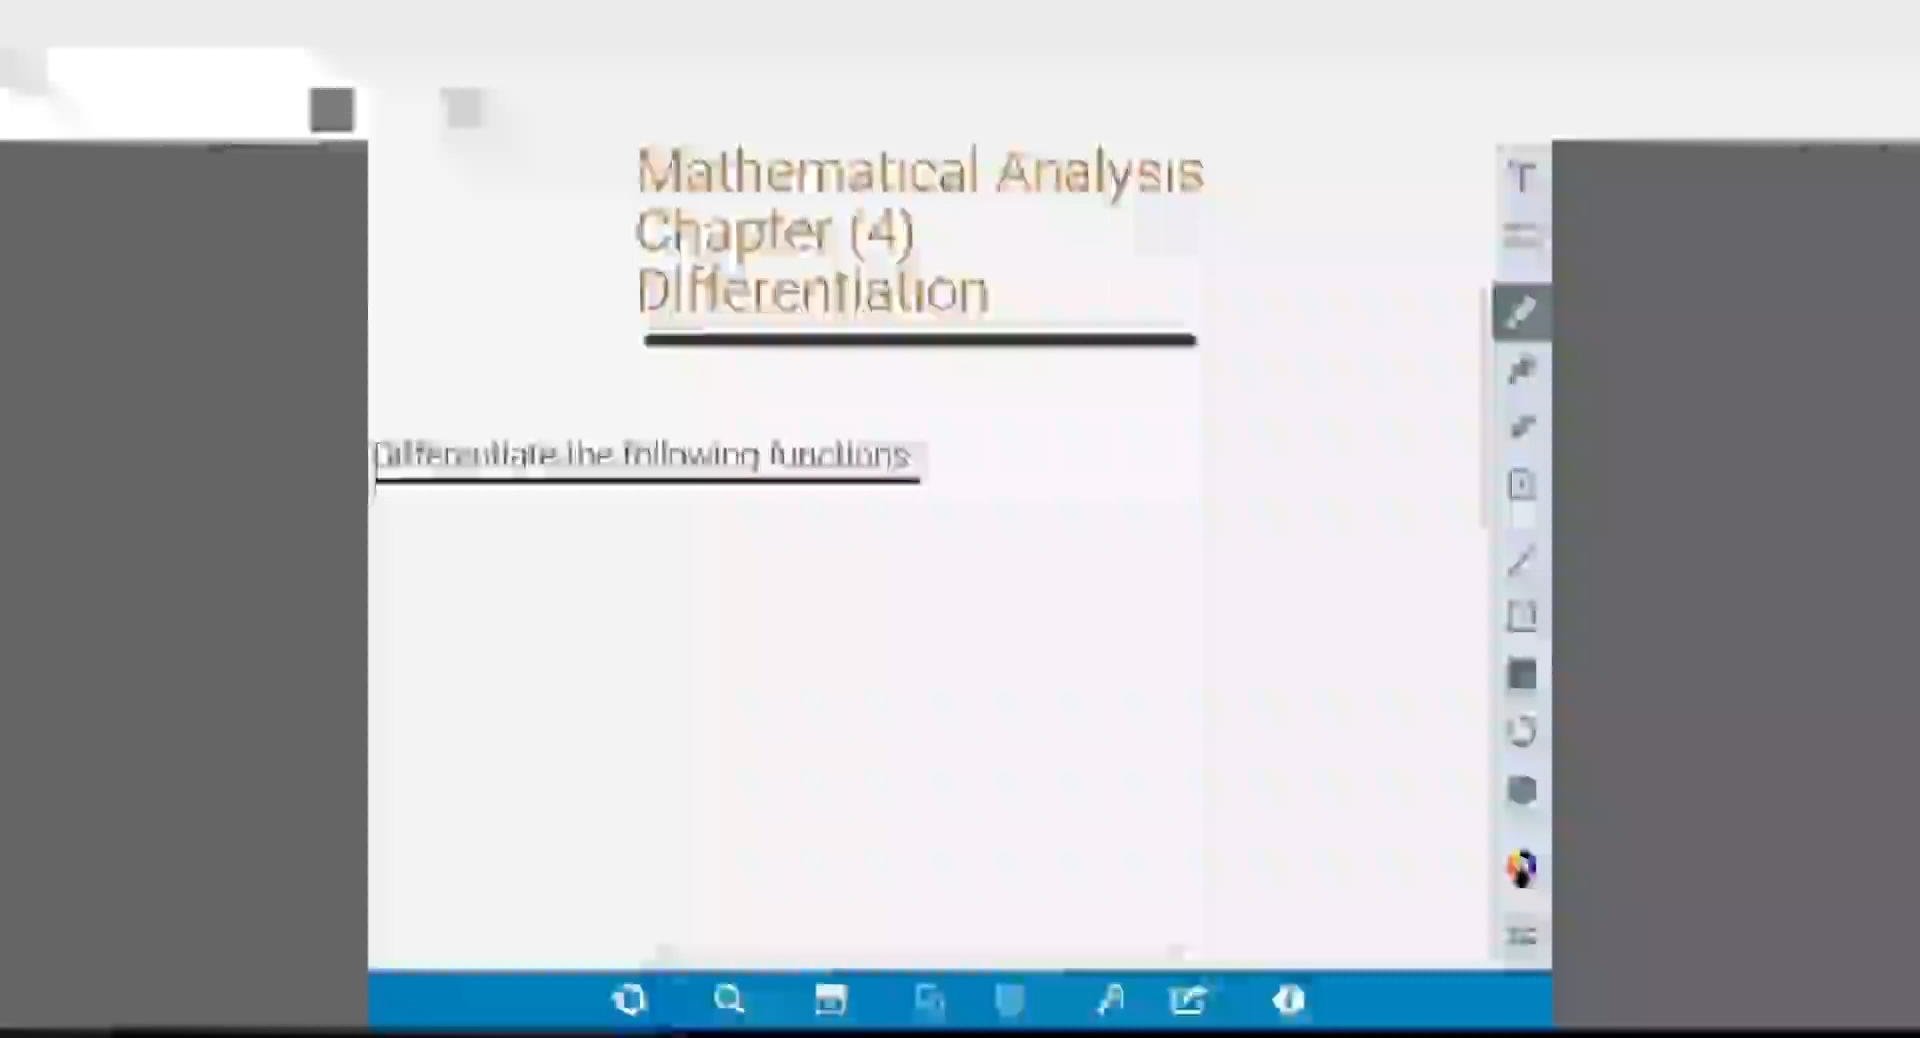 Mathematical Analysis
Chapter (4)
Differentiation
Differentiate the following functions